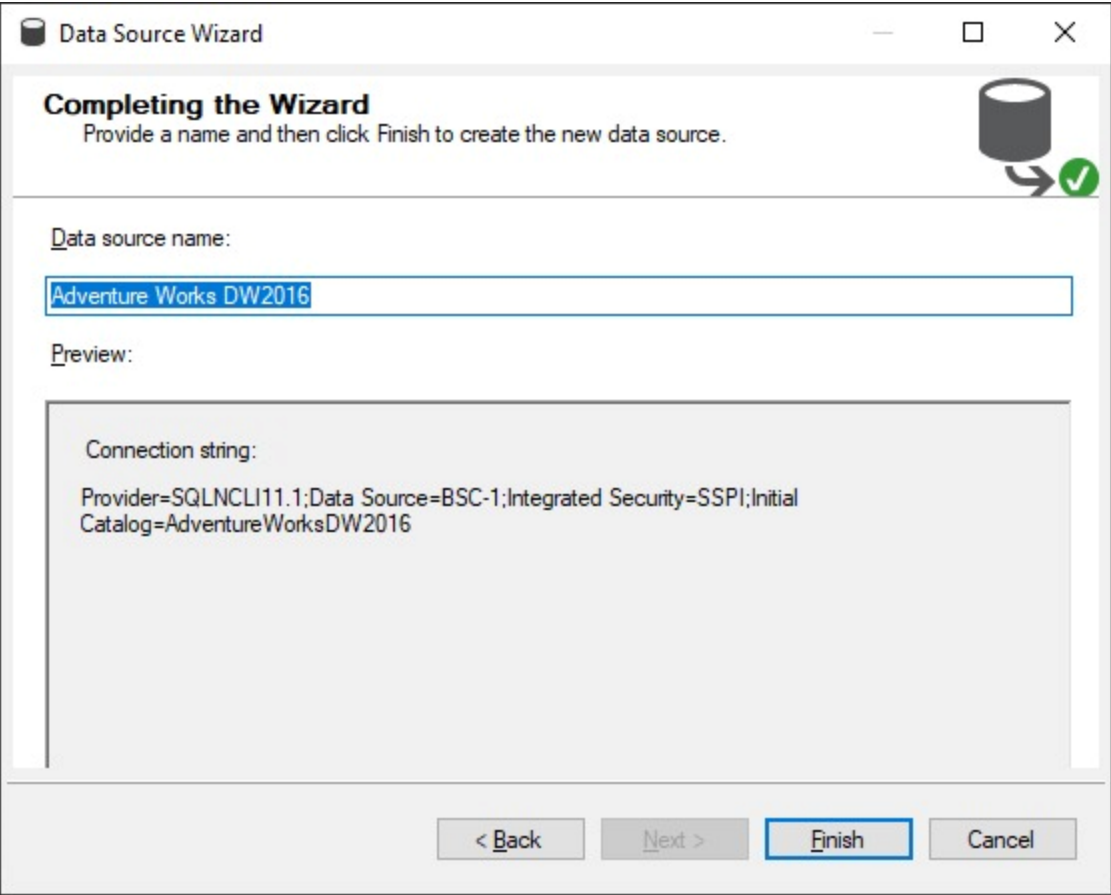 Data Source Wizard
Completing the Wizard
Provide a name and then click Finish to create the new data source.
Data source name:
Adventure Works DW2016
Preview:
Connection string:
Provider=SQLNCLI11.1;Data Source=BSC-1;Integrated Security=SSPI;Initial
Catalog=AdventureWorksDW2016
< Back Next > Finish Cancel